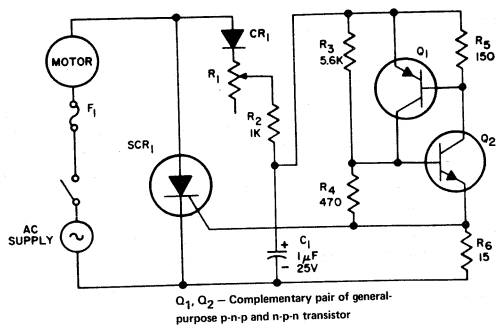 MOTOR
F1
AC
SUPPLY
CR1
R1
R2
1K
SCR1
C1
+
1μF
25V
−
R3
5.6K
Q1
R5
150
Q2
R4
470
R6
15
Q1, Q2 — Complementary pair of general-
purpose p-n-p and n-p-n transistor